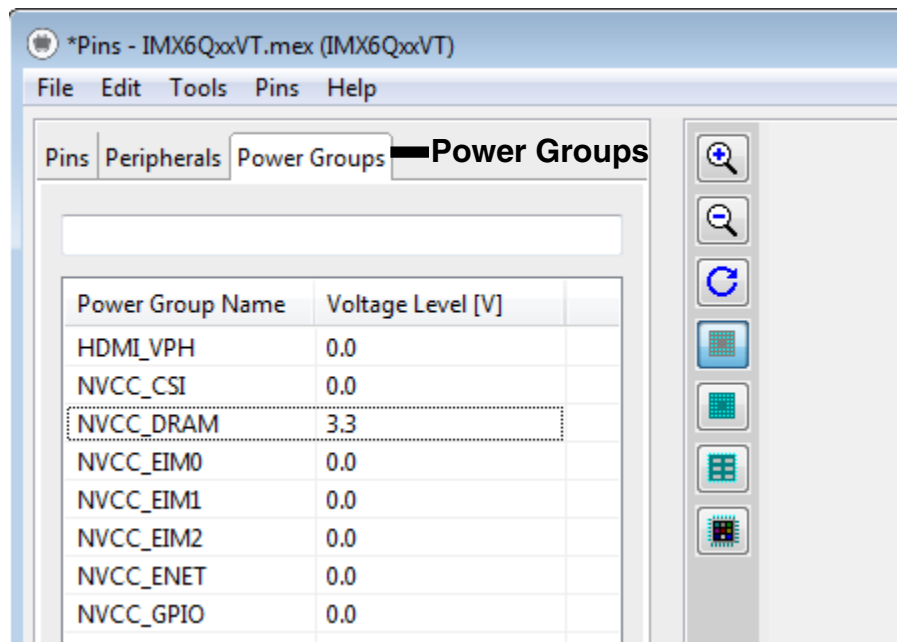 *Pins - IMX6QxxVT.mex (IMX6QxxVT)
File Edit Tools Pins Help
Pins Peripherals Power Groups Power Groups
Power Group Name Voltage Level [V]
HDMI_VPH 0.0
NVCC_CSI 0.0
NVCC_DRAM 3.3
NVCC_EIM0 0.0
NVCC_EIM1 0.0
NVCC_EIM2 0.0
NVCC_ENET 0.0
NVCC_GPIO 0.0